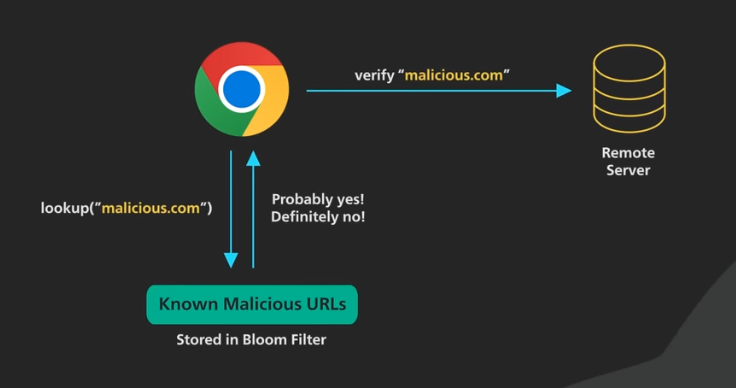 verify “malicious.com”
Remote
Server
lookup(“malicious.com“)
Probably yes!
Definitely no!
Known Malicious URLs
Stored in Bloom Filter